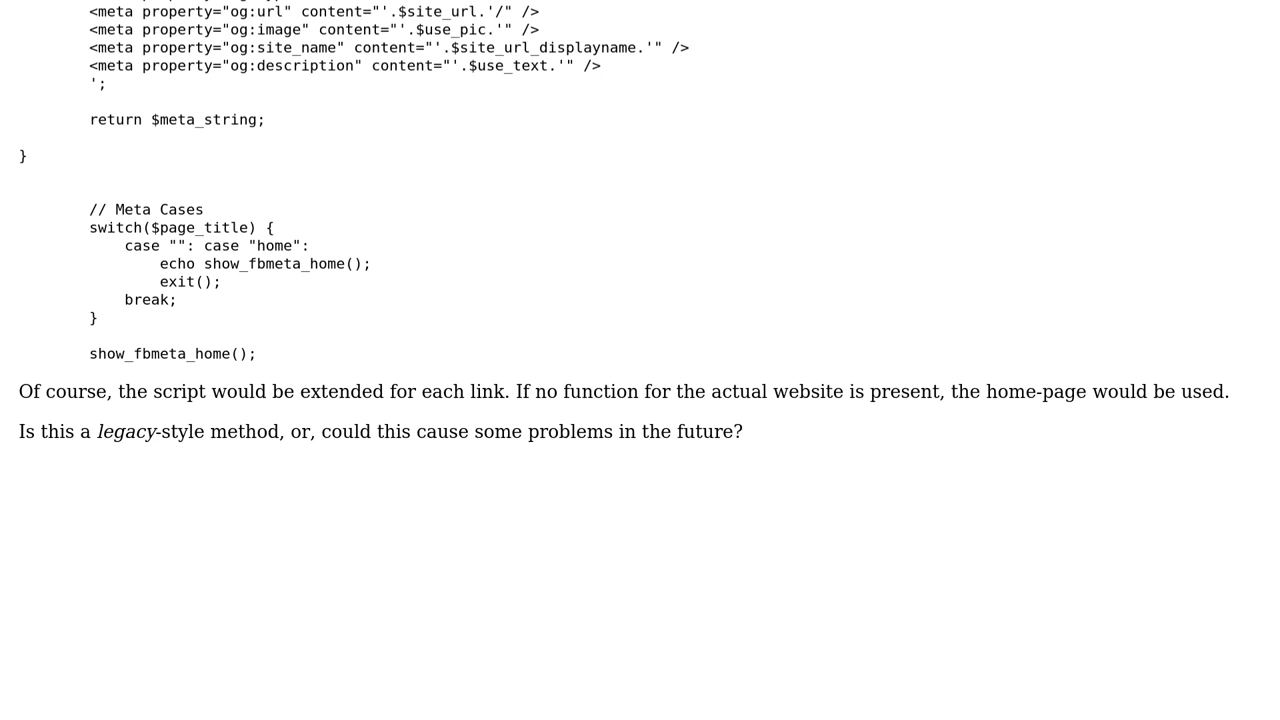 <meta property="og:url" content="'.$site_url.'/" />
<meta property="og:image" content="'.$use_pic.'" />
<meta property="og:site_name" content="'.$site_url_displayname.'" />
<meta property="og:description" content="'.$use_text.'" />
';
return $meta_string;
}
// Meta Cases
switch($page_title) {
case "": case "home":
echo show_fbmeta_home();
exit();
break;
}
show_fbmeta_home();
Of course, the script would be extended for each link. If no function for the actual website is present, the home-page would be used.
Is this a legacy-style method, or, could this cause some problems in the future?